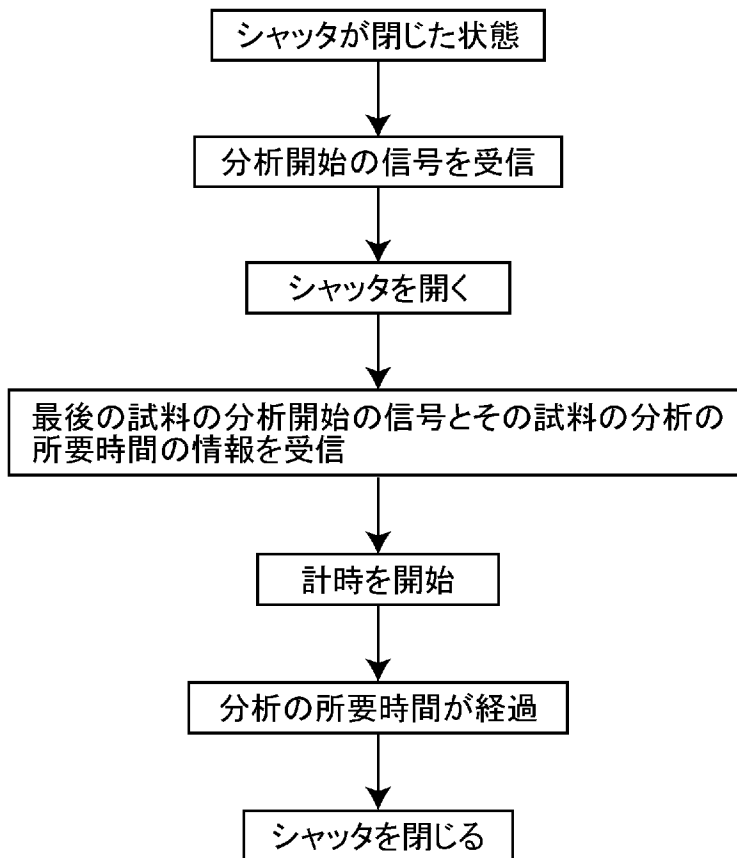 シャッタが閉じた状態
分析開始の信号を受信
シャッタを開く
最後の試料の分析開始の信号とその試料の分析の
所要時間の情報を受信
計時を開始
分析の所要時間が経過
シャッタを閉じる